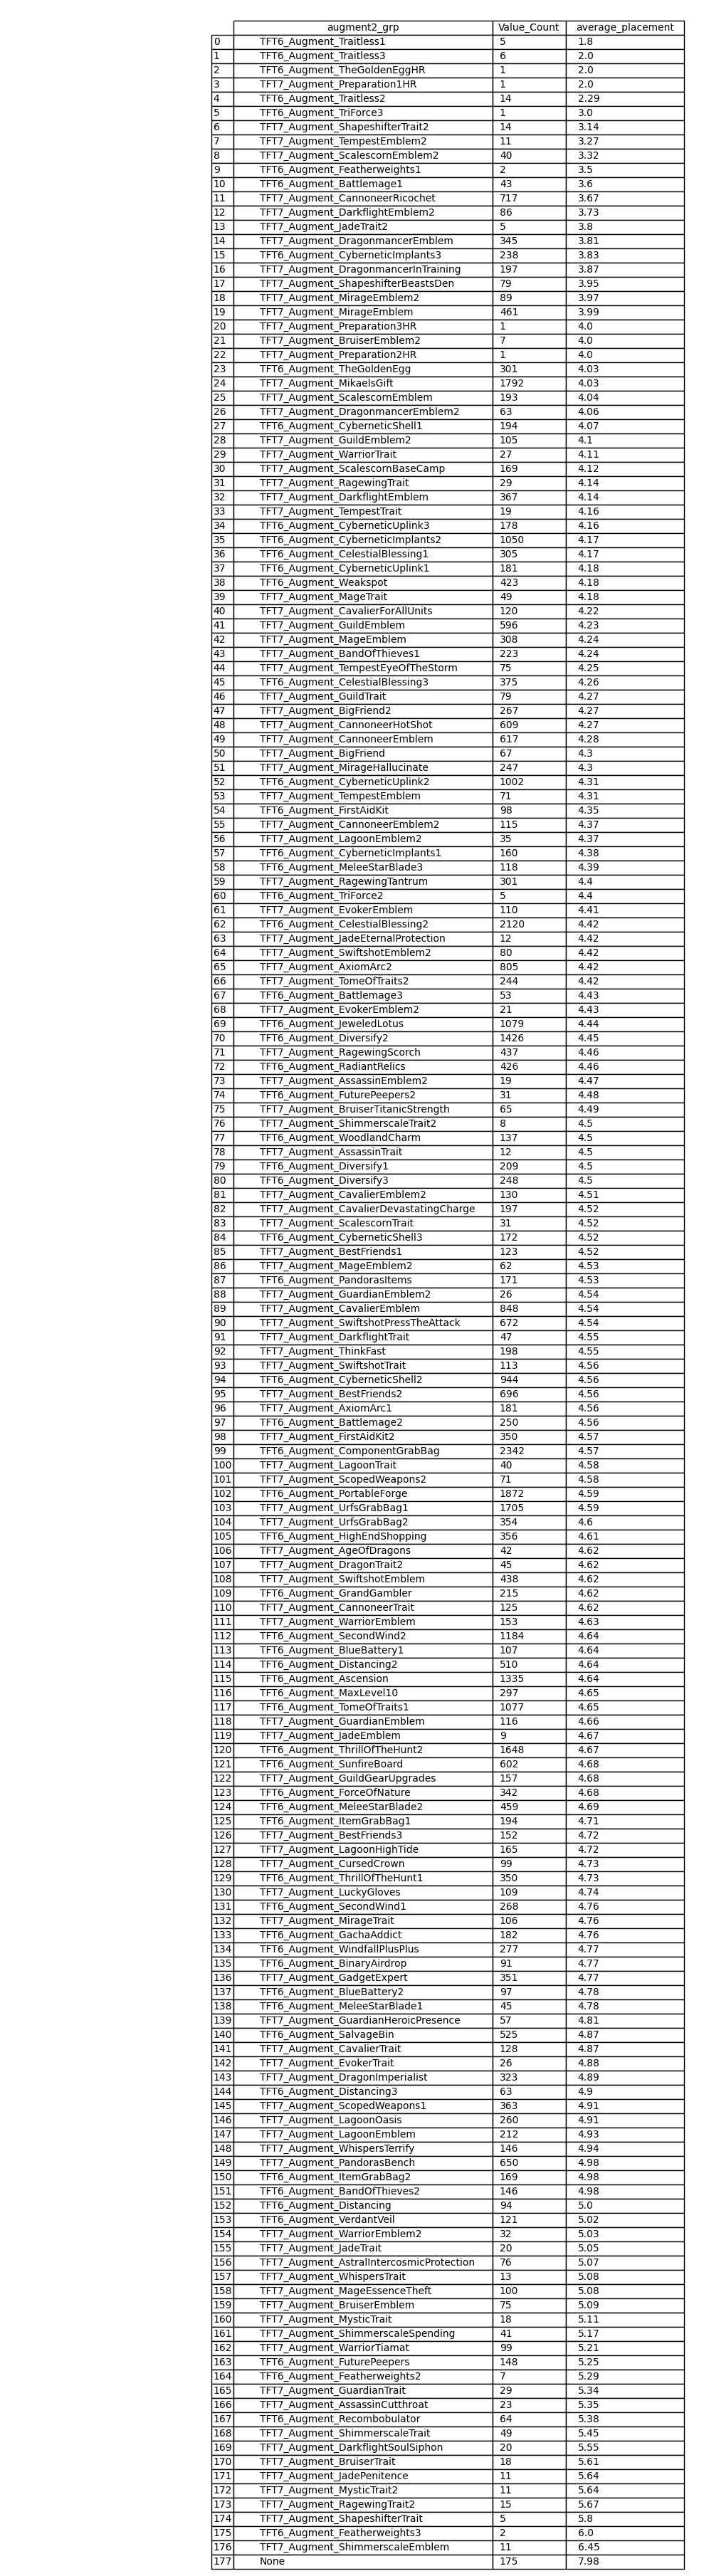 augment2_grp Value_Count average_placement
0 TFT6_Augment_Traitless1 5 1.8
1 TFT6_Augment_Traitless3 6 2.0
2 TFT6_Augment_TheGoldenEggHR 1 2.0
3 TFT7_Augment_Preparation1HR 1 2.0
4 TFT6_Augment_Traitless2 14 2.29
5 TFT6_Augment_TriForce3 1 3.0
6 TFT7_Augment_ShapeshifterTrait2 14 3.14
7 TFT7_Augment_TempestEmblem2 11 3.27
8 TFT7_Augment_ScalescornEmblem2 40 3.32
9 TFT6_Augment_Featherweights1 2 3.5
10 TFT6_Augment_Battlemage1 43 3.6
11 TFT7_Augment_CannoneerRicochet 717 3.67
12 TFT7_Augment_DarkflightEmblem2 86 3.73
13 TFT7_Augment_JadeTrait2 5 3.8
14 TFT7_Augment_DragonmancerEmblem 345 3.81
15 TFT6_Augment_CyberneticImplants3 238 3.83
16 TFT7_Augment_DragonmancerInTraining 197 3.87
17 TFT7_Augment_ShapeshifterBeastsDen 79 3.95
18 TFT7_Augment_MirageEmblem2 89 3.97
19 TFT7_Augment_MirageEmblem 461 3.99
20 TFT7_Augment_Preparation3HR 1 4.0
21 TFT7_Augment_BruiserEmblem2 7 4.0
22 TFT7_Augment_Preparation2HR 1 4.0
23 TFT6_Augment_TheGoldenEgg 301 4.03
24 TFT7_Augment_MikaelsGift 1792 4.03
25 TFT7_Augment_ScalescornEmblem 193 4.04
26 TFT7_Augment_DragonmancerEmblem2 63 4.06
27 TFT6_Augment_CyberneticShell1 194 4.07
28 TFT7_Augment_GuildEmblem2 105 4.1
29 TFT7_Augment_WarriorTrait 27 4.11
30 TFT7_Augment_ScalescornBaseCamp 169 4.12
31 TFT7_Augment_RagewingTrait 29 4.14
32 TFT7_Augment_DarkflightEmblem 367 4.14
33 TFT7_Augment_TempestTrait 19 4.16
34 TFT6_Augment_CyberneticUplink3 178 4.16
35 TFT6_Augment_CyberneticImplants2 1050 4.17
36 TFT6_Augment_CelestialBlessing1 305 4.17
37 TFT6_Augment_CyberneticUplink1 181 4.18
38 TFT6_Augment_Weakspot 423 4.18
39 TFT7_Augment_MageTrait 49 4.18
40 TFT7_Augment_CavalierForAllUnits 120 4.22
41 TFT7_Augment_GuildEmblem 596 4.23
42 TFT7_Augment_MageEmblem 308 4.24
43 TFT7_Augment_BandOfThieves1 223 4.24
44 TFT7_Augment_TempestEyeOfTheStorm 75 4.25
45 TFT6_Augment_CelestialBlessing3 375 4.26
46 TFT7_Augment_GuildTrait 79 4.27
47 TFT7_Augment_BigFriend2 267 4.27
48 TFT7_Augment_CannoneerHotShot 609 4.27
49 TFT7_Augment_CannoneerEmblem 617 4.28
50 TFT7_Augment_BigFriend 67 4.3
51 TFT7_Augment_MirageHallucinate 247 4.3
52 TFT6_Augment_CyberneticUplink2 1002 4.31
53 TFT7_Augment_TempestEmblem 71 4.31
54 TFT6_Augment_FirstAidKit 98 4.35
55 TFT7_Augment_CannoneerEmblem2 115 4.37
56 TFT7_Augment_LagoonEmblem2 35 4.37
57 TFT6_Augment_CyberneticImplants1 160 4.38
58 TFT6_Augment_MeleeStarBlade3 118 4.39
59 TFT7_Augment_RagewingTantrum 301 4.4
60 TFT6_Augment_TriForce2 5 4.4
61 TFT7_Augment_EvokerEmblem 110 4.41
62 TFT6_Augment_CelestialBlessing2 2120 4.42
63 TFT7_Augment_JadeEternalProtection 12 4.42
64 TFT7_Augment_SwiftshotEmblem2 80 4.42
65 TFT7_Augment_AxiomArc2 805 4.42
66 TFT6_Augment_TomeOfTraits2 244 4.42
67 TFT6_Augment_Battlemage3 53 4.43
68 TFT7_Augment_EvokerEmblem2 21 4.43
69 TFT6_Augment_JeweledLotus 1079 4.44
70 TFT6_Augment_Diversify2 1426 4.45
71 TFT7_Augment_RagewingScorch 437 4.46
72 TFT6_Augment_RadiantRelics 426 4.46
73 TFT7_Augment_AssassinEmblem2 19 4.47
74 TFT6_Augment_FuturePeepers2 31 4.48
75 TFT7_Augment_BruiserTitanicStrength 65 4.49
76 TFT7_Augment_ShimmerscaleTrait2 8 4.5
77 TFT6_Augment_WoodlandCharm 137 4.5
78 TFT7_Augment_AssassinTrait 12 4.5
79 TFT6_Augment_Diversify1 209 4.5
80 TFT6_Augment_Diversify3 248 4.5
81 TFT7_Augment_CavalierEmblem2 130 4.51
82 TFT7_Augment_CavalierDevastatingCharge 197 4.52
83 TFT7_Augment_ScalescornTrait 31 4.52
84 TFT6_Augment_CyberneticShell3 172 4.52
85 TFT7_Augment_BestFriends1 123 4.52
86 TFT7_Augment_MageEmblem2 62 4.53
87 TFT6_Augment_PandorasItems 171 4.53
88 TFT7_Augment_GuardianEmblem2 26 4.54
89 TFT7_Augment_CavalierEmblem 848 4.54
90 TFT7_Augment_SwiftshotPressTheAttack 672 4.54
91 TFT7_Augment_DarkflightTrait 47 4.55
92 TFT7_Augment_ThinkFast 198 4.55
93 TFT7_Augment_SwiftshotTrait 113 4.56
94 TFT6_Augment_CyberneticShell2 944 4.56
95 TFT7_Augment_BestFriends2 696 4.56
96 TFT7_Augment_AxiomArc1 181 4.56
97 TFT6_Augment_Battlemage2 250 4.56
98 TFT7_Augment_FirstAidKit2 350 4.57
99 TFT6_Augment_ComponentGrabBag 2342 4.57
100 TFT7_Augment_LagoonTrait 40 4.58
101 TFT7_Augment_ScopedWeapons2 71 4.58
102 TFT6_Augment_PortableForge 1872 4.59
103 TFT7_Augment_UrfsGrabBag1 1705 4.59
104 TFT7_Augment_UrfsGrabBag2 354 4.6
105 TFT6_Augment_HighEndShopping 356 4.61
106 TFT7_Augment_AgeOfDragons 42 4.62
107 TFT7_Augment_DragonTrait2 45 4.62
108 TFT7_Augment_SwiftshotEmblem 438 4.62
109 TFT6_Augment_GrandGambler 215 4.62
110 TFT7_Augment_CannoneerTrait 125 4.62
111 TFT7_Augment_WarriorEmblem 153 4.63
112 TFT6_Augment_SecondWind2 1184 4.64
113 TFT6_Augment_BlueBattery1 107 4.64
114 TFT6_Augment_Distancing2 510 4.64
115 TFT6_Augment_Ascension 1335 4.64
116 TFT6_Augment_MaxLevel10 297 4.65
117 TFT6_Augment_TomeOfTraits1 1077 4.65
118 TFT7_Augment_GuardianEmblem 116 4.66
119 TFT7_Augment_JadeEmblem 9 4.67
120 TFT6_Augment_ThrillOfTheHunt2 1648 4.67
121 TFT6_Augment_SunfireBoard 602 4.68
122 TFT7_Augment_GuildGearUpgrades 157 4.68
123 TFT6_Augment_ForceOfNature 342 4.68
124 TFT6_Augment_MeleeStarBlade2 459 4.69
125 TFT6_Augment_ItemGrabBag1 194 4.71
126 TFT7_Augment_BestFriends3 152 4.72
127 TFT7_Augment_LagoonHighTide 165 4.72
128 TFT7_Augment_CursedCrown 99 4.73
129 TFT6_Augment_ThrillOfTheHunt1 350 4.73
130 TFT7_Augment_LuckyGloves 109 4.74
131 TFT6_Augment_SecondWind1 268 4.76
132 TFT7_Augment_MirageTrait 106 4.76
133 TFT7_Augment_GachaAddict 182 4.76
134 TFT6_Augment_WindfallPlusPlus 277 4.77
135 TFT6_Augment_BinaryAirdrop 91 4.77
136 TFT7_Augment_GadgetExpert 351 4.77
137 TFT6_Augment_BlueBattery2 97 4.78
138 TFT6_Augment_MeleeStarBlade1 45 4.78
139 TFT7_Augment_GuardianHeroicPresence 57 4.81
140 TFT6_Augment_SalvageBin 525 4.87
141 TFT7_Augment_CavalierTrait 128 4.87
142 TFT7_Augment_EvokerTrait 26 4.88
143 TFT7_Augment_DragonImperialist 323 4.89
144 TFT6_Augment_Distancing3 63 4.9
145 TFT7_Augment_ScopedWeapons1 363 4.91
146 TFT7_Augment_LagoonOasis 260 4.91
147 TFT7_Augment_LagoonEmblem 212 4.93
148 TFT7_Augment_WhispersTerrify 146 4.94
149 TFT7_Augment_PandorasBench 650 4.98
150 TFT6_Augment_ItemGrabBag2 169 4.98
151 TFT6_Augment_BandOfThieves2 146 4.98
152 TFT6_Augment_Distancing 94 5.0
153 TFT6_Augment_VerdantVeil 121 5.02
154 TFT7_Augment_WarriorEmblem2 32 5.03
155 TFT7_Augment_JadeTrait 20 5.05
156 TFT7_Augment_AstralIntercosmicProtection 76 5.07
157 TFT7_Augment_WhispersTrait 13 5.08
158 TFT7_Augment_MageEssenceTheft 100 5.08
159 TFT7_Augment_BruiserEmblem 75 5.09
160 TFT7_Augment_MysticTrait 18 5.11
161 TFT7_Augment_ShimmerscaleSpending 41 5.17
162 TFT7_Augment_WarriorTiamat 99 5.21
163 TFT6_Augment_FuturePeepers 148 5.25
164 TFT6_Augment_Featherweights2 7 5.29
165 TFT7_Augment_GuardianTrait 29 5.34
166 TFT7_Augment_AssassinCutthroat 23 5.35
167 TFT6_Augment_Recombobulator 64 5.38
168 TFT7_Augment_ShimmerscaleTrait 49 5.45
169 TFT7_Augment_DarkflightSoulSiphon 20 5.55
170 TFT7_Augment_BruiserTrait 18 5.61
171 TFT7_Augment_JadePenitence 11 5.64
172 TFT7_Augment_MysticTrait2 11 5.64
173 TFT7_Augment_RagewingTrait2 15 5.67
174 TFT7_Augment_ShapeshifterTrait 5 5.8
175 TFT6_Augment_Featherweights3 2 6.0
176 TFT7_Augment_ShimmerscaleEmblem 11 6.45
177 None 175 7.98